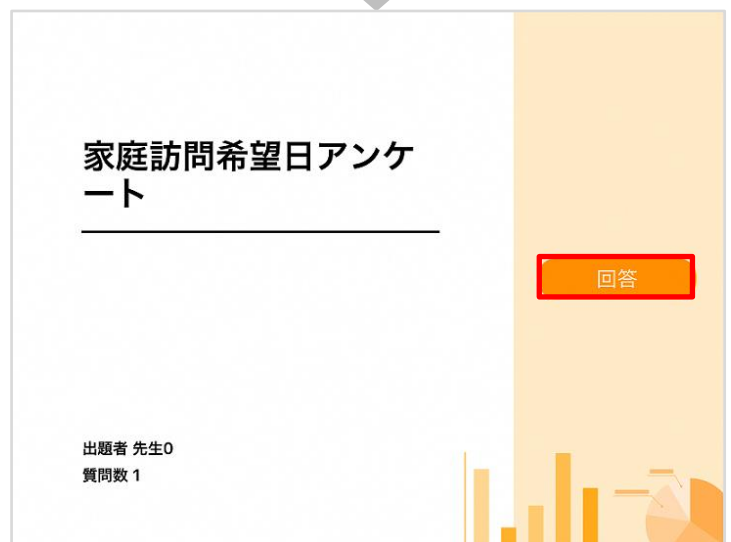 家庭訪問希望日アンケ
ート
回答
出題者 先生0
質問数 1